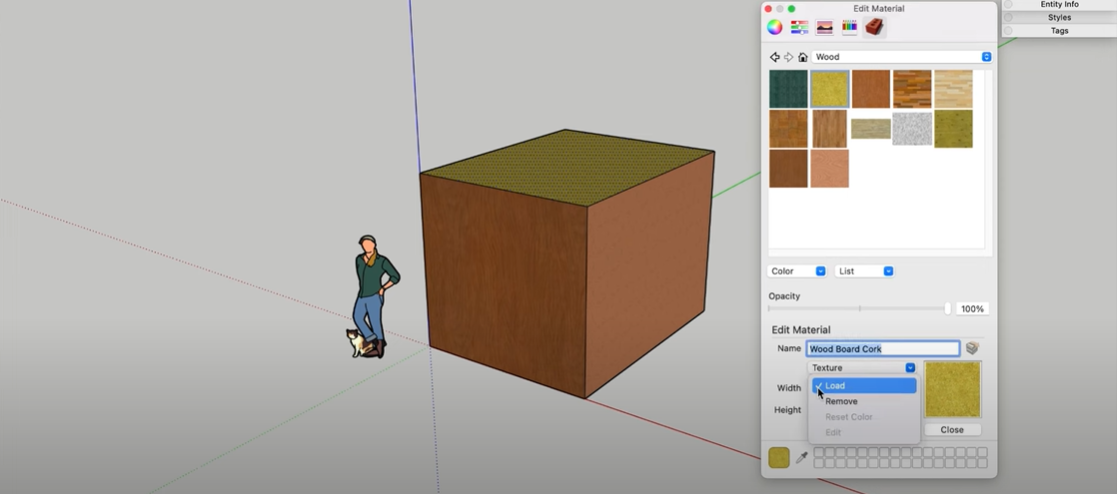 Edit Material
Entity Info
Styles
Tags
Wood
Color
List
Opacity
100%
Edit Material
Name
Wood Board Cork
Texture
Width
Load
Remove
Reset Color
Height
Edit
Close